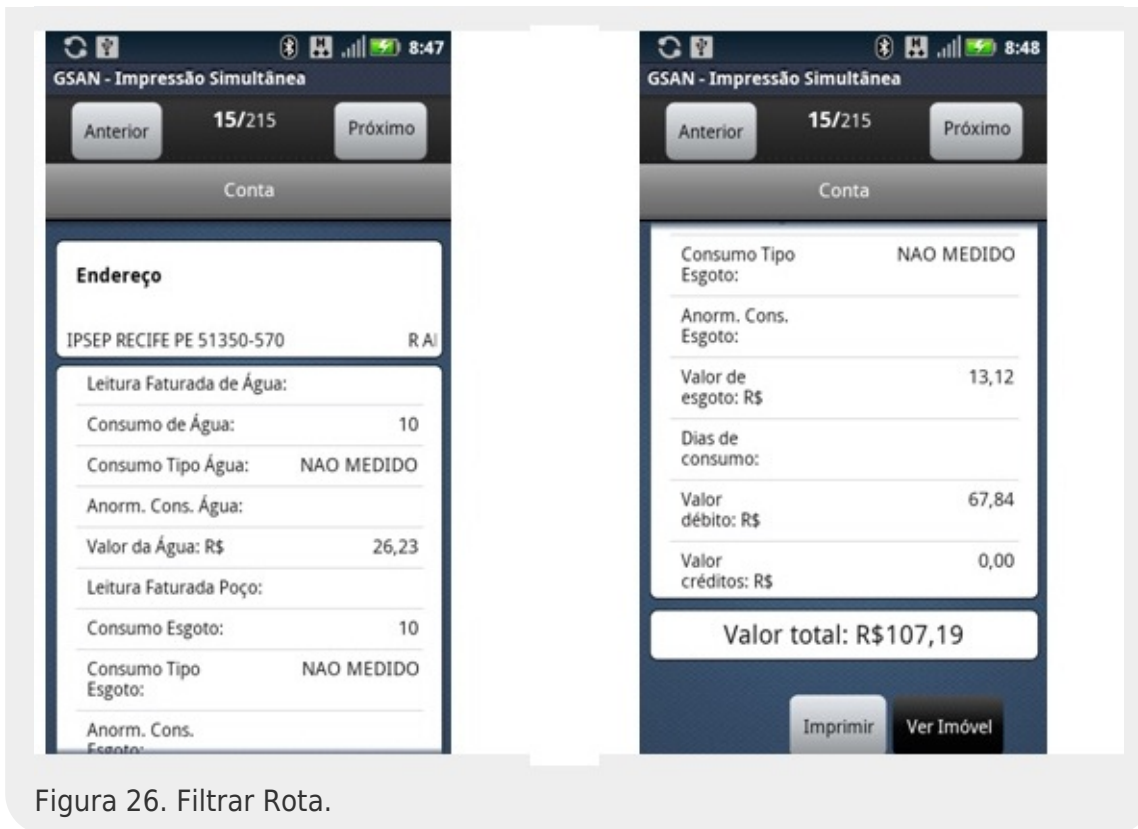 8:47
GSAN - Impressão Simultânea
Anterior 15/215 Próximo
Conta
Endereço
IPSEP RECIFE PE 51350-570 R Al
Leitura Faturada de Água:
Consumo de Água: 10
Consumo Tipo Água: NAO MEDIDO
Anorm. Cons. Água:
Valor da Água: R$ 26,23
Leitura Faturada Poço:
Consumo Esgoto: 10
Consumo Tipo NAO MEDIDO
Esgoto:
Anorm. Cons.
Esgoto:
8:48
GSAN - Impressão Simultânea
Anterior 15/215 Próximo
Conta
Consumo Tipo NAO MEDIDO
Esgoto:
Anorm. Cons.
Esgoto:
Valor de 13,12
esgoto: R$
Dias de
consumo:
Valor 67,84
débito: R$
Valor 0,00
créditos: R$
Valor total: R$107,19
Imprimir Ver Imóvel
Figura 26. Filtrar Rota.